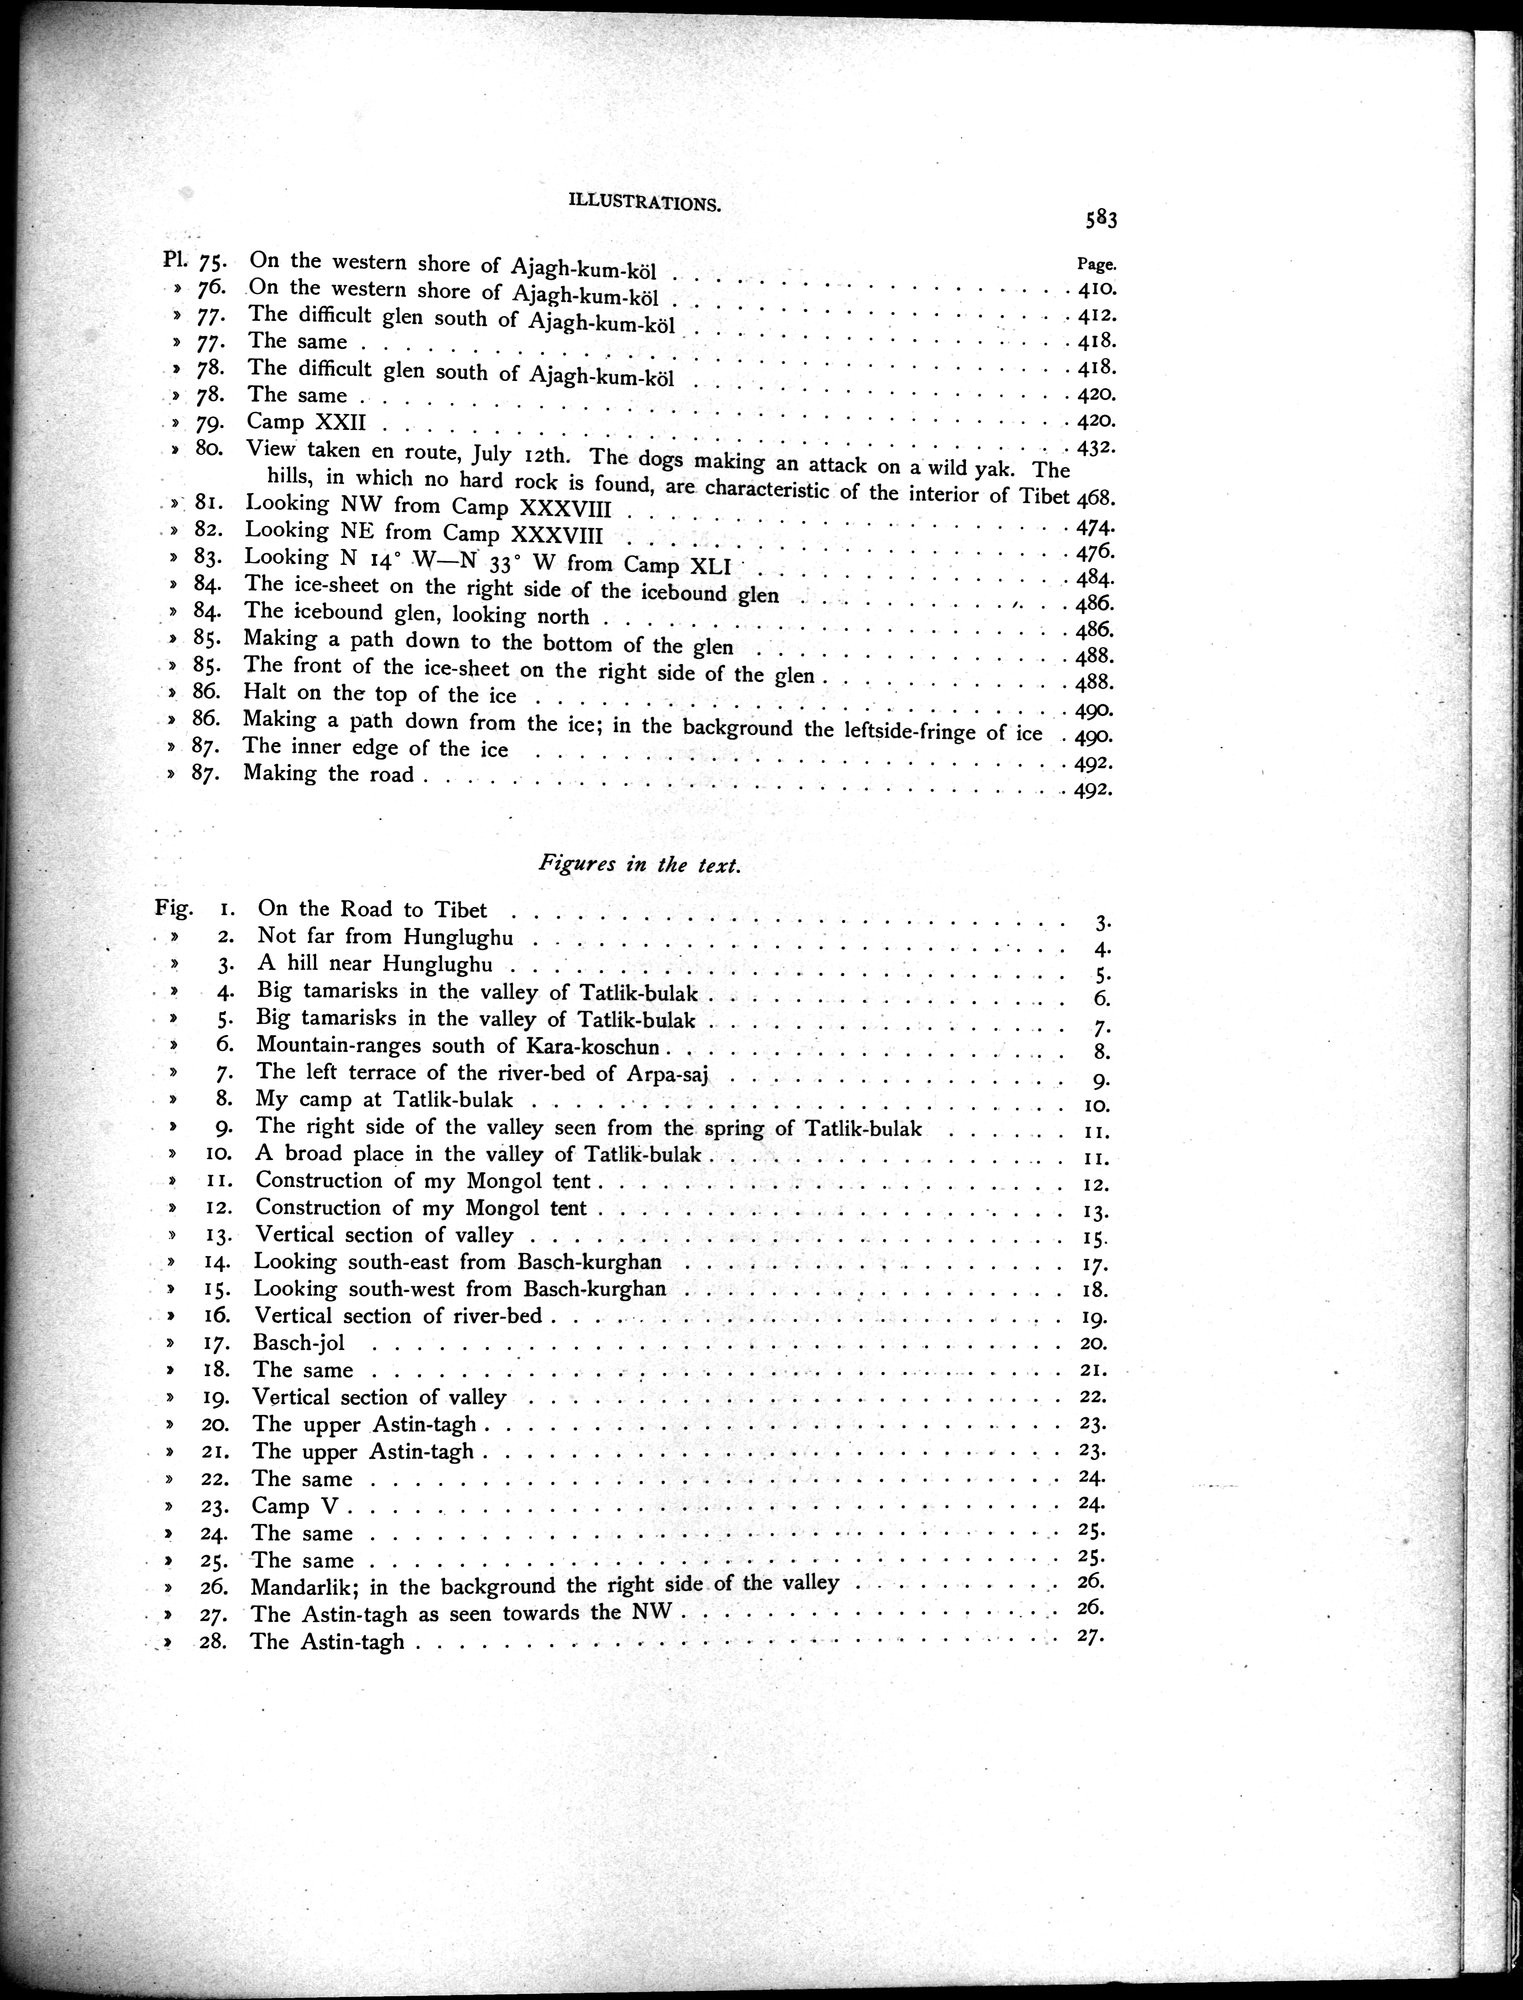 ILLUSTRATIONS.
583
Page.
Pl. 75. On the western shore of Ajagh-kum-köl . . . . . . . . . . . . . . . . . . 410.
» 76. On the western shore of Ajagh-kum-köl . . . . . . . . . . . . . . . . . . 412.
» 77. The difficult glen south of Ajagh-kum-köl . . . . . . . . . . . . . . . . . 418.
» 77. The same . . . . . . . . . . . . . . . . . . . . . . . . . . . . . . . 418.
» 78. The difficult glen south of Ajagh-kum-köl . . . . . . . . . . . . . . . . . 420.
» 78. The same . . . . . . . . . . . . . . . . . . . . . . . . . . . . . . . 420.
» 79. Camp XXII . . . . . . . . . . . . . . . . . . . . . . . . . . . . . . 432.
» 80. View taken en route, July 12th. The dogs making an attack on a wild yak. The
hills, in which no hard rock is found, are characteristic of the interior of Tibet 468.
» 81. Looking NW from Camp XXXVIII . . . . . . . . . . . . . . . . . . . . 474.
» 82. Looking NE from Camp XXXVIII . . . . . . . . . . . . . . . . . . . . 476.
» 83. Looking N 14° W—N 33° W from Camp XLI . . . . . . . . . . . . . . 484.
» 84. The ice-sheet on the right side of the icebound glen . . . . . . . . . . . . 486.
» 84. The icebound glen, looking north . . . . . . . . . . . . . . . . . . . . . 486.
» 85. Making a path down to the bottom of the glen . . . . . . . . . . . . . . 488.
» 85. The front of the ice-sheet on the right side of the glen . . . . . . . . . . . 488.
» 86. Halt on the top of the ice . . . . . . . . . . . . . . . . . . . . . . . . 490.
» 86. Making a path down from the ice; in the background the leftside-fringe of ice . 490.
» 87. The inner edge of the ice . . . . . . . . . . . . . . . . . . . . . . . . 492.
» 87. Making the road . . . . . . . . . . . . . . . . . . . . . . . . . . . . 492.
Figures in the text.
Fig. 1. On the Road to Tibet . . . . . . . . . . . . . . . . . . . . . . . . . 3.
» 2. Not far from Hunglughu . . . . . . . . . . . . . . . . . . . . . . . . 4.
» 3. A hill near Hunglughu . . . . . . . . . . . . . . . . . . . . . . . . . 5.
» 4. Big tamarisks in the valley of Tatlik-bulak . . . . . . . . . . . . . . . . 6.
» 5. Big tamarisks in the valley of Tatlik-bulak . . . . . . . . . . . . . . . . 7.
» 6. Mountain-ranges south of Kara-koschun . . . . . . . . . . . . . . . . . . 8.
» 7. The left terrace of the river-bed of Arpa-saj . . . . . . . . . . . . . . . 9.
» 8. My camp at Tatlik-bulak . . . . . . . . . . . . . . . . . . . . . . . . 10.
» 9. The right side of the valley seen from the spring of Tatlik-bulak . . . . . . 11.
» 10. A broad place in the valley of Tatlik-bulak . . . . . . . . . . . . . . . . 11.
» 11. Construction of my Mongol tent . . . . . . . . . . . . . . . . . . . . . 12.
» 12. Construction of my Mongol tent . . . . . . . . . . . . . . . . . . . . . 13.
» 13. Vertical section of valley . . . . . . . . . . . . . . . . . . . . . . . . 15.
» 14. Looking south-east from Basch-kurghan . . . . . . . . . . . . . . . . . 17.
» 15. Looking south-west from Basch-kurghan . . . . . . . . . . . . . . . . . 18.
» 16. Vertical section of river-bed . . . . . . . . . . . . . . . . . . . . . . . 19.
» 17. Basch-jol . . . . . . . . . . . . . . . . . . . . . . . . . . . . . . . 20.
» 18. The same . . . . . . . . . . . . . . . . . . . . . . . . . . . . . . . 21.
» 19. Vertical section of valley . . . . . . . . . . . . . . . . . . . . . . . . 22.
» 20. The upper Astin-tagh . . . . . . . . . . . . . . . . . . . . . . . . . . 23.
» 21. The upper Astin-tagh . . . . . . . . . . . . . . . . . . . . . . . . . . 23.
» 22. The same . . . . . . . . . . . . . . . . . . . . . . . . . . . . . . . 24.
» 23. Camp V . . . . . . . . . . . . . . . . . . . . . . . . . . . . . . . . 24.
» 24. The same . . . . . . . . . . . . . . . . . . . . . . . . . . . . . . . 25.
» 25. The same . . . . . . . . . . . . . . . . . . . . . . . . . . . . . . . 25.
» 26. Mandarlik; in the background the right side of the valley . . . . . . . . . . 26.
» 27. The Astin-tagh as seen towards the NW . . . . . . . . . . . . . . . . . 26.
» 28. The Astin-tagh . . . . . . . . . . . . . . . . . . . . . . . . . . . . . 27.